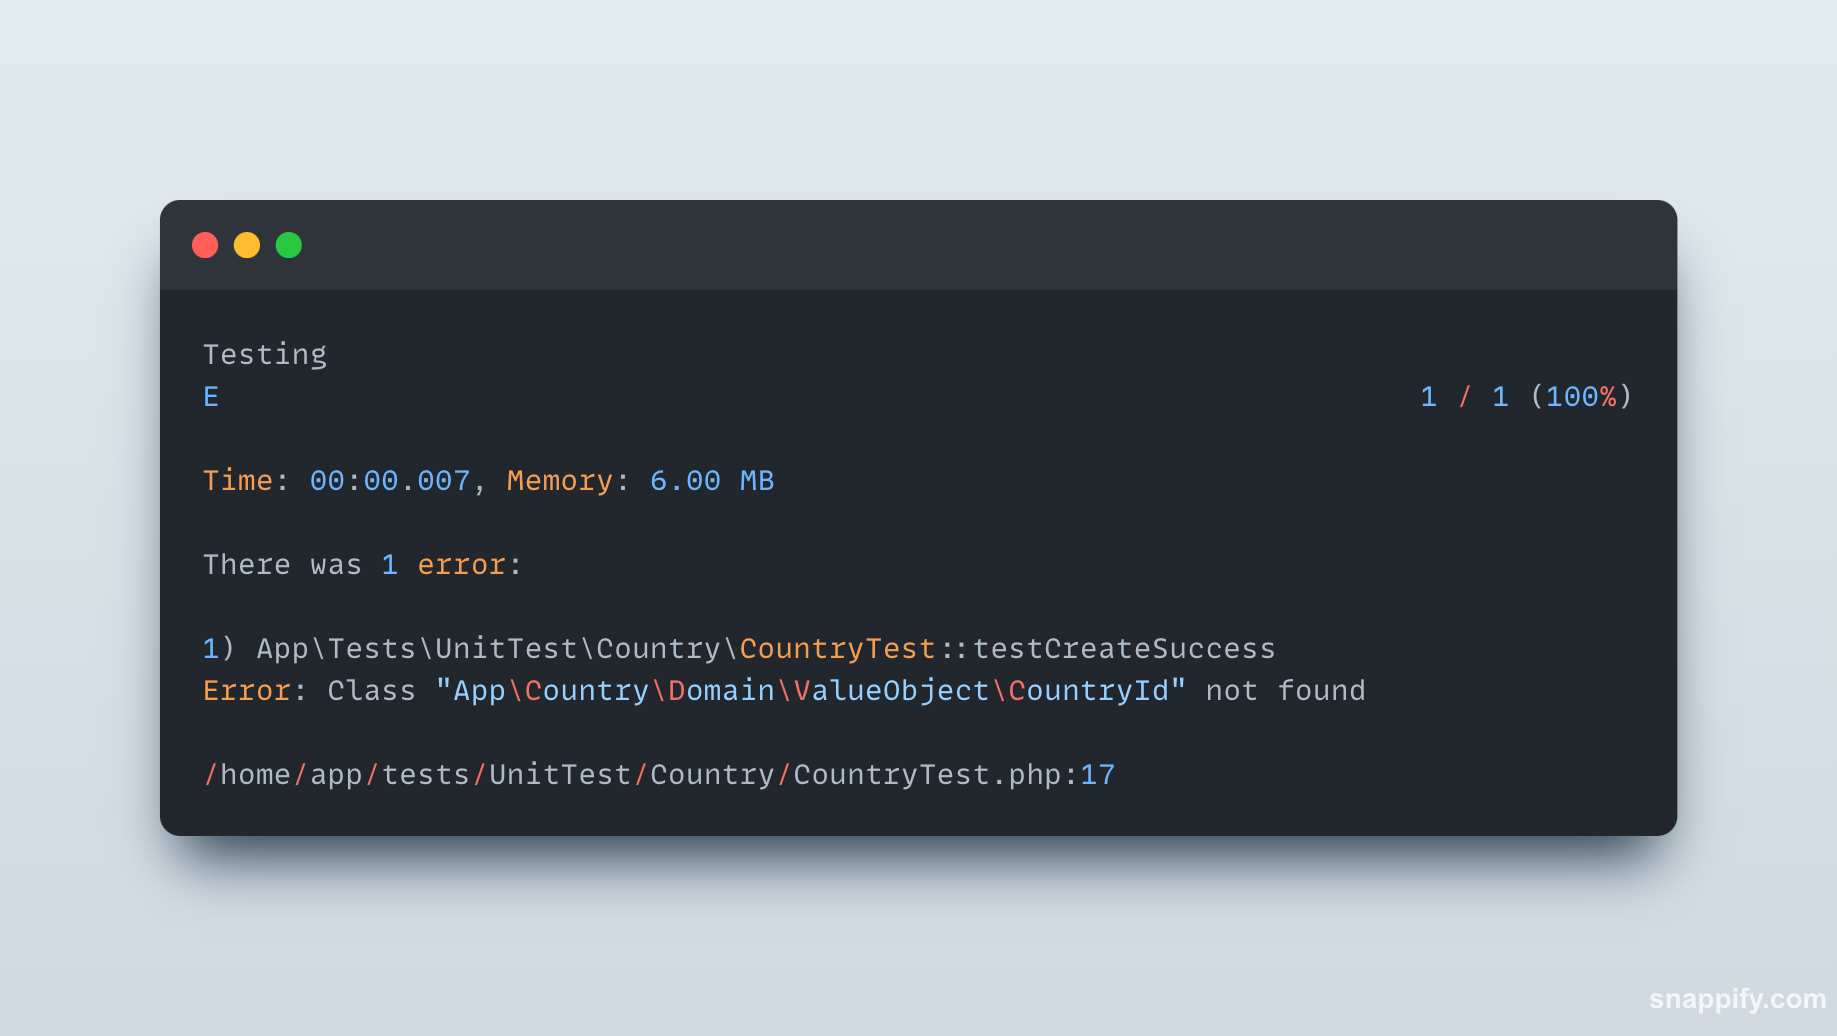 Testing
E 1 / 1 (100%)
Time: 00:00.007, Memory: 6.00 MB
There was 1 error:
1) App\Tests\UnitTest\Country\CountryTest::testCreateSuccess
Error: Class "App\Country\Domain\ValueObject\CountryId" not found
/home/app/tests/UnitTest/Country/CountryTest.php:17
snappify.com